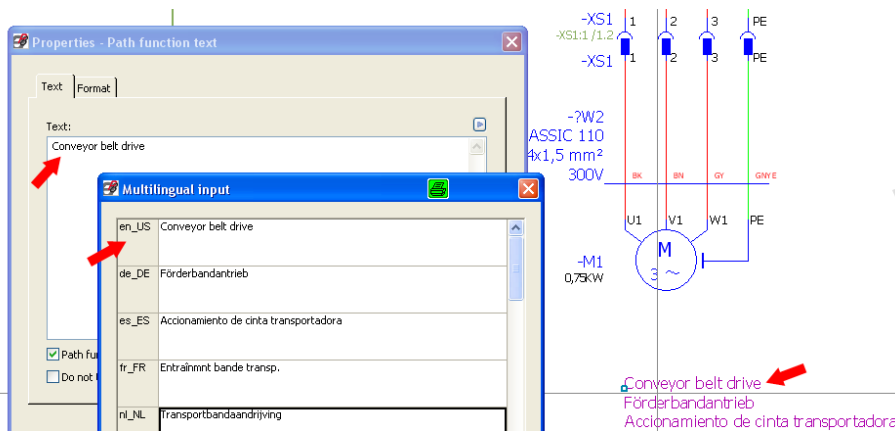 Properties - Path function text
Text
Format
Text:
Conveyor belt drive
Multilingual input
en_US Conveyor belt drive
de_DE Förderbandantrieb
es_ES Accionamiento de cinta transportadora
fr_FR Entraînmnt bande transp.
nl_NL Transportbandaandrijving
Path fu
Do not
-XS1 1 2 3 PE
-XS1:1 /1.2
-XS1 1 2 3 PE
-?W2
ASSIC 110
4x1,5 mm²
300V BK BN GY GNYE
U1 V1 W1 PE
M
3 ~
-M1
0,75KW
Conveyor belt drive
Förderbandantrieb
Accionamiento de cinta transportadora